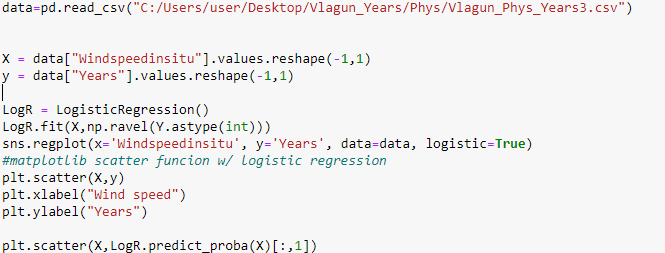 data=pd.read_csv("C:/Users/user/Desktop/Vlagun_Years/Phys/Vlagun_Phys_Years3.csv")
X = data["Windspeedinsitu"].values.reshape(-1,1)
y = data["Years"].values.reshape(-1,1)
LogR = LogisticRegression()
LogR.fit(X,np.ravel(Y.astype(int)))
sns.regplot(x='Windspeedinsitu', y='Years', data=data, logistic=True)
#matplotlib scatter funcion w/ logistic regression
plt.scatter(X,y)
plt.xlabel("Wind speed")
plt.ylabel("Years")
plt.scatter(X,LogR.predict_proba(X)[:,1])